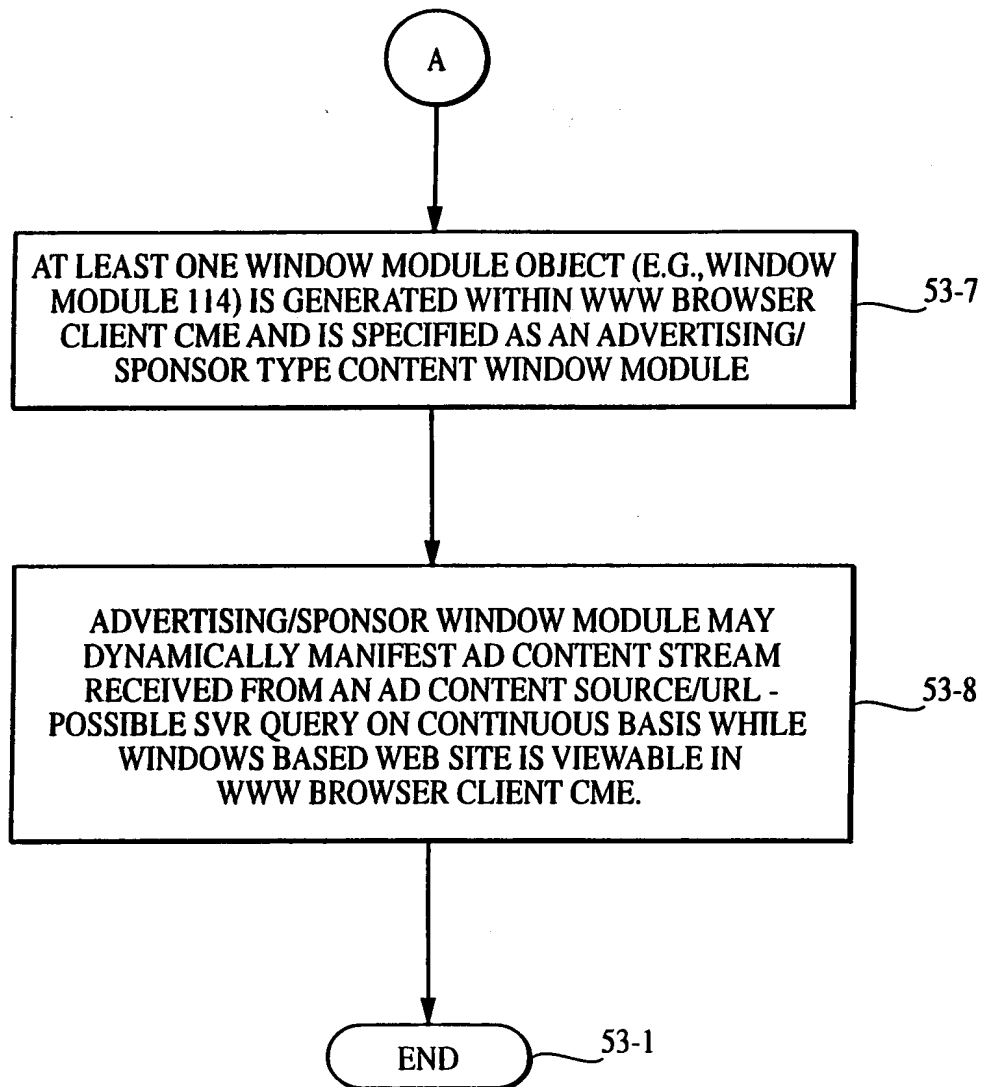 A
AT LEAST ONE WINDOW MODULE OBJECT (E.G.,WINDOW
MODULE 114) IS GENERATED WITHIN WWW BROWSER
CLIENT CME AND IS SPECIFIED AS AN ADVERTISING/
SPONSOR TYPE CONTENT WINDOW MODULE
53-7
ADVERTISING/SPONSOR WINDOW MODULE MAY
DYNAMICALLY MANIFEST AD CONTENT STREAM
RECEIVED FROM AN AD CONTENT SOURCE/URL -
POSSIBLE SVR QUERY ON CONTINUOUS BASIS WHILE
WINDOWS BASED WEB SITE IS VIEWABLE IN
WWW BROWSER CLIENT CME.
53-8
END
53-1